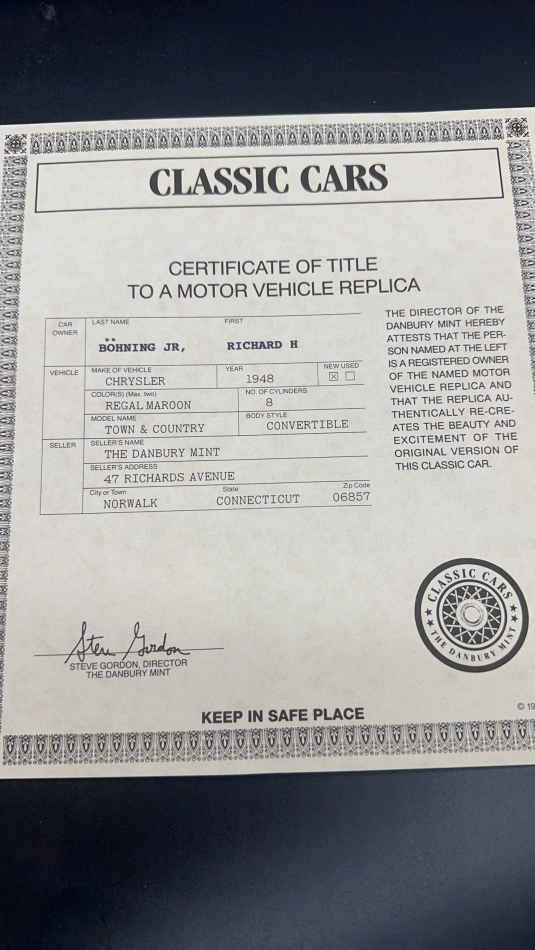 CLASSIC CARS
CERTIFICATE OF TITLE
TO A MOTOR VEHICLE REPLICA
CAR
OWNER
LAST NAME FIRST
BÖHNING JR, RICHARD H
VEHICLE
MAKE OF VEHICLE YEAR NEW USED
CHRYSLER 1948 ☒ ☐
COLOR(S) (Max. two) NO. OF CYLINDERS
REGAL MAROON 8
MODEL NAME BODY STYLE
TOWN & COUNTRY CONVERTIBLE
SELLER
SELLER'S NAME
THE DANBURY MINT
SELLER'S ADDRESS
47 RICHARDS AVENUE
City or Town State Zip Code
NORWALK CONNECTICUT 06857
THE DIRECTOR OF THE
DANBURY MINT HEREBY
ATTESTS THAT THE PER-
SON NAMED AT THE LEFT
IS A REGISTERED OWNER
OF THE NAMED MOTOR
VEHICLE REPLICA AND
THAT THE REPLICA AU-
THENTICALLY RE-CRE-
ATES THE BEAUTY AND
EXCITEMENT OF THE
ORIGINAL VERSION OF
THIS CLASSIC CAR.
CLASSIC CARS
THE DANBURY MINT
Steve Gordon
STEVE GORDON, DIRECTOR
THE DANBURY MINT
KEEP IN SAFE PLACE
© 19